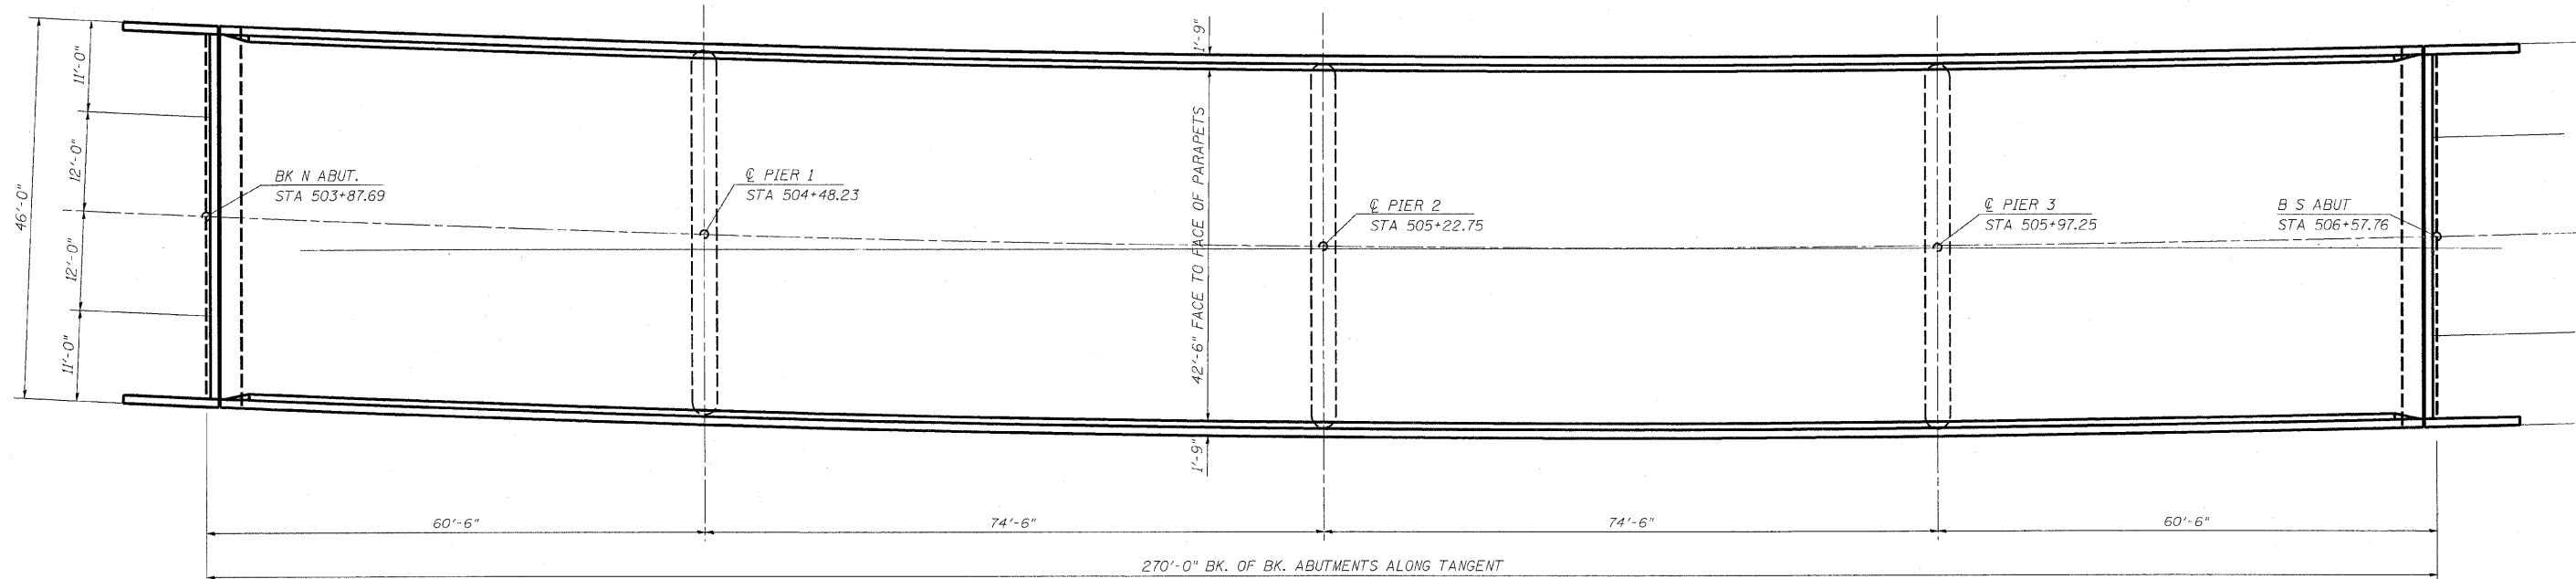 46'-0"
11'-0"
12'-0"
12'-0"
11'-0"
BK N ABUT.
STA 503+87.69
℄ PIER 1
STA 504+48.23
1'-9"
42'-6" FACE TO FACE OF PARAPETS
1'-9"
℄ PIER 2
STA 505+22.75
℄ PIER 3
STA 505+97.25
B S ABUT
STA 506+57.76
60'-6"
74'-6"
74'-6"
60'-6"
270'-0" BK. OF BK. ABUTMENTS ALONG TANGENT